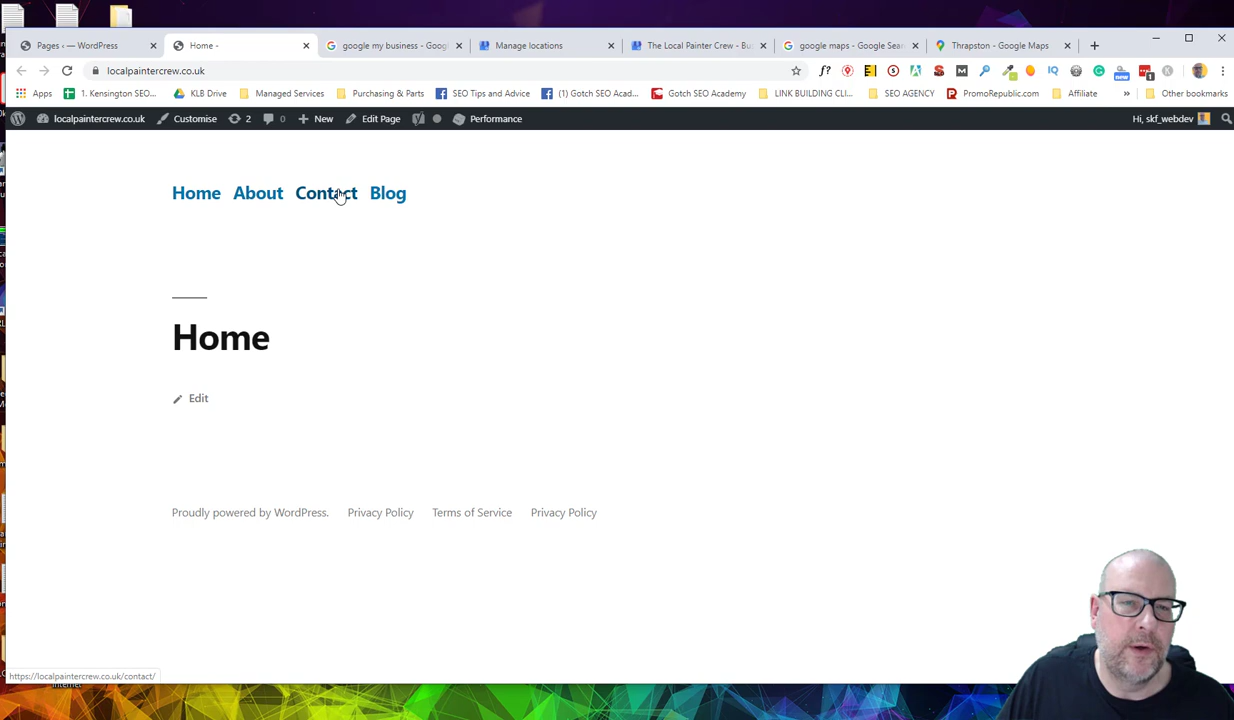 Pages ‹ — WordPress
Home -
google my business - Goog
Manage locations
The Local Painter Crew - Bu
google maps - Google Sear
Thrapston - Google Maps
localpaintercrew.co.uk
Apps
1. Kensington SEO...
KLB Drive
Managed Services
Purchasing & Parts
SEO Tips and Advice
(1) Gotch SEO Acad...
Gotch SEO Academy
LINK BUILDING CLI...
SEO AGENCY
PromoRepublic.com
Affiliate
»
Other bookmarks
localpaintercrew.co.uk
Customise
2
0
New
Edit Page
Performance
Hi, skf_webdev
Home About Contact Blog
Home
Edit
Proudly powered by WordPress. Privacy Policy Terms of Service Privacy Policy
https://localpaintercrew.co.uk/contact/